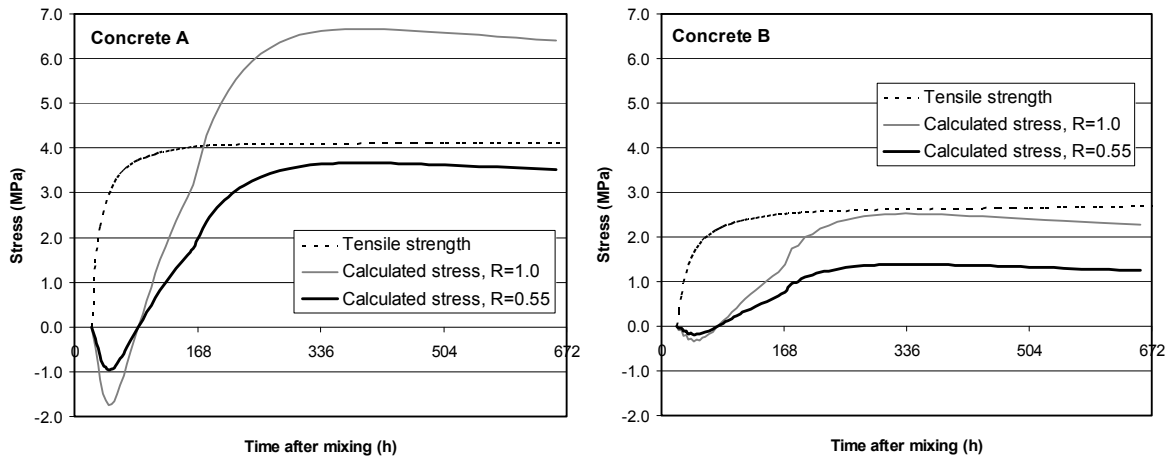 Concrete A
7.0
6.0
5.0
4.0
3.0
2.0
1.0
0.0
-1.0
-2.0
Stress (MPa)
0
168
336
504
672
Time after mixing (h)
Tensile strength
Calculated stress, R=1.0
Calculated stress, R=0.55
Concrete B
7.0
6.0
5.0
4.0
3.0
2.0
1.0
0.0
-1.0
-2.0
Stress (MPa)
0
168
336
504
672
Time after mixing (h)
Tensile strength
Calculated stress, R=1.0
Calculated stress, R=0.55